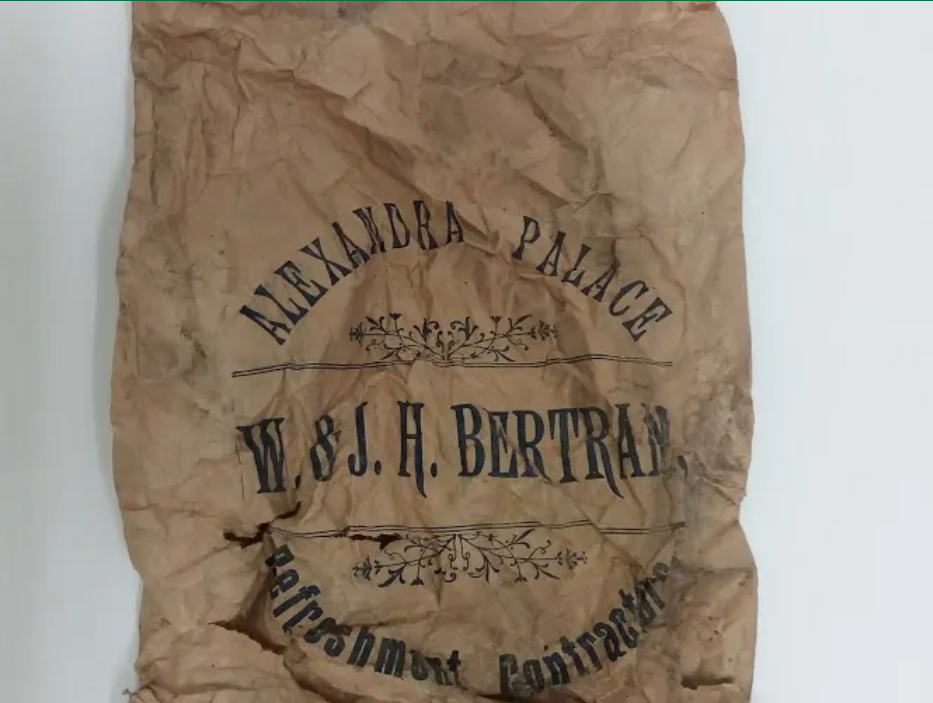 ALEXANDRA PALACE
W. & J. H. BERTRAM,
Refreshment Contractors